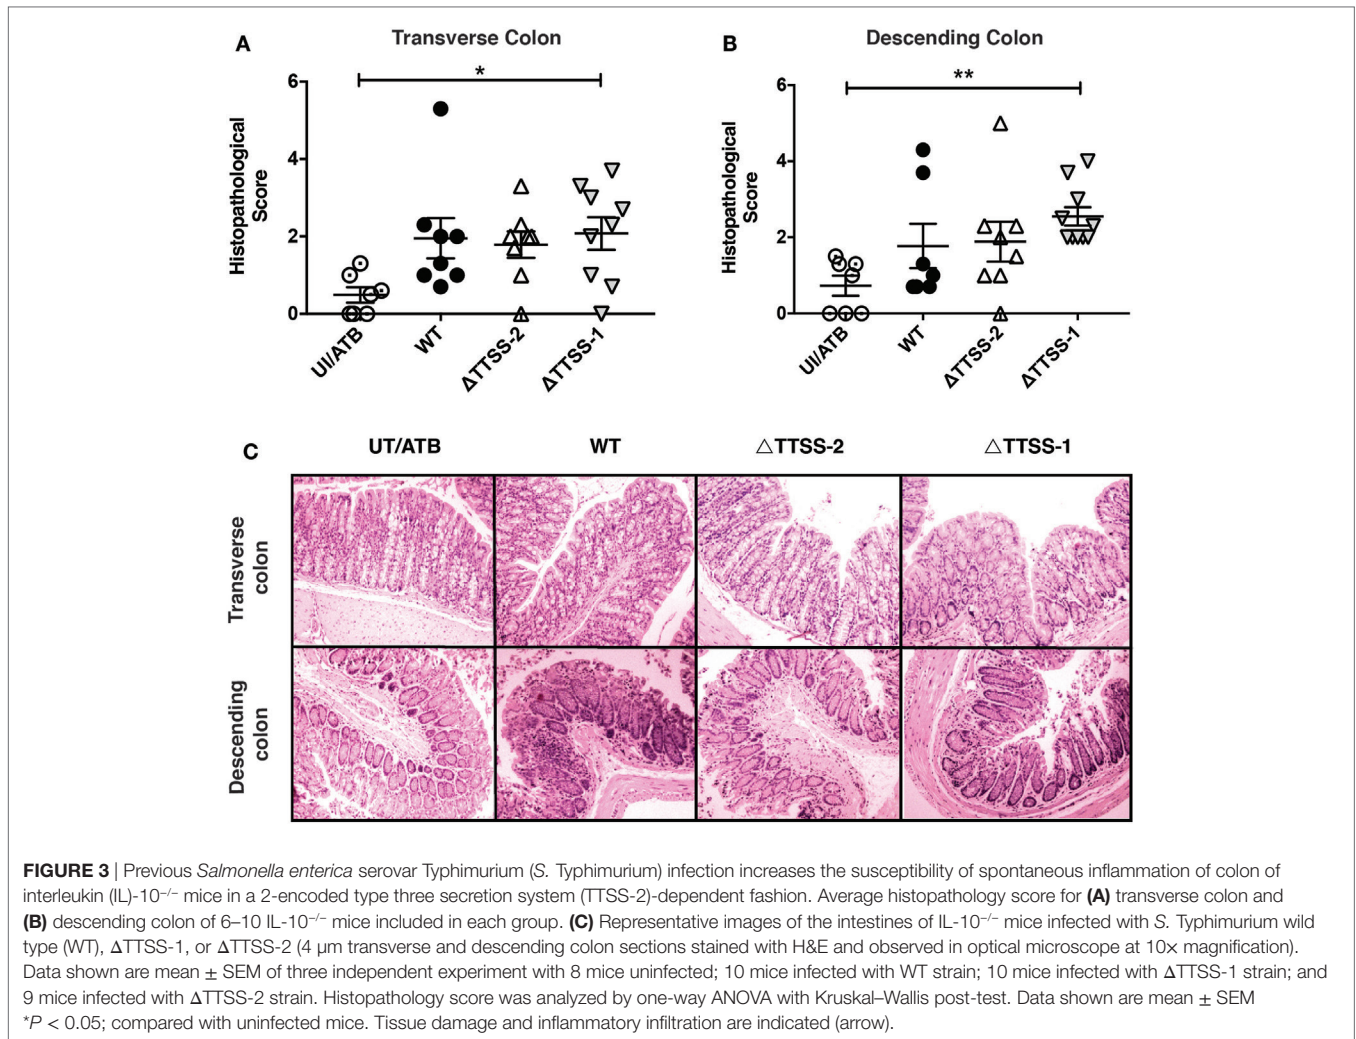 A
Transverse Colon
B
Descending Colon
*
**
6
4
2
0
Histopathological
Score
UI/ATB
WT
ΔTTSS-2
ΔTTSS-1
6
4
2
0
Histopathological
Score
UI/ATB
WT
ΔTTSS-2
ΔTTSS-1
C
UT/ATB
WT
△TTSS-2
△TTSS-1
Transverse
colon
Descending
colon
FIGURE 3 | Previous Salmonella enterica serovar Typhimurium (S. Typhimurium) infection increases the susceptibility of spontaneous inflammation of colon of
interleukin (IL)-10−/− mice in a 2-encoded type three secretion system (TTSS-2)-dependent fashion. Average histopathology score for (A) transverse colon and
(B) descending colon of 6–10 IL-10−/− mice included in each group. (C) Representative images of the intestines of IL-10−/− mice infected with S. Typhimurium wild
type (WT), ΔTTSS-1, or ΔTTSS-2 (4 μm transverse and descending colon sections stained with H&E and observed in optical microscope at 10× magnification).
Data shown are mean ± SEM of three independent experiment with 8 mice uninfected; 10 mice infected with WT strain; 10 mice infected with ΔTTSS-1 strain; and
9 mice infected with ΔTTSS-2 strain. Histopathology score was analyzed by one-way ANOVA with Kruskal–Wallis post-test. Data shown are mean ± SEM
*P < 0.05; compared with uninfected mice. Tissue damage and inflammatory infiltration are indicated (arrow).